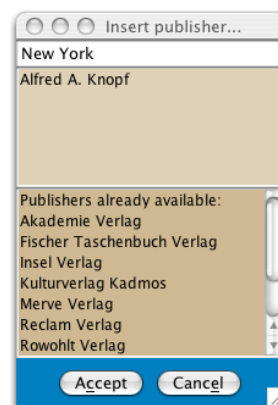 Insert publisher...
New York
Alfred A. Knopf
Publishers already available:
Akademie Verlag
Fischer Taschenbuch Verlag
Insel Verlag
Kulturverlag Kadmos
Merve Verlag
Reclam Verlag
Rowohlt Verlag
Accept Cancel